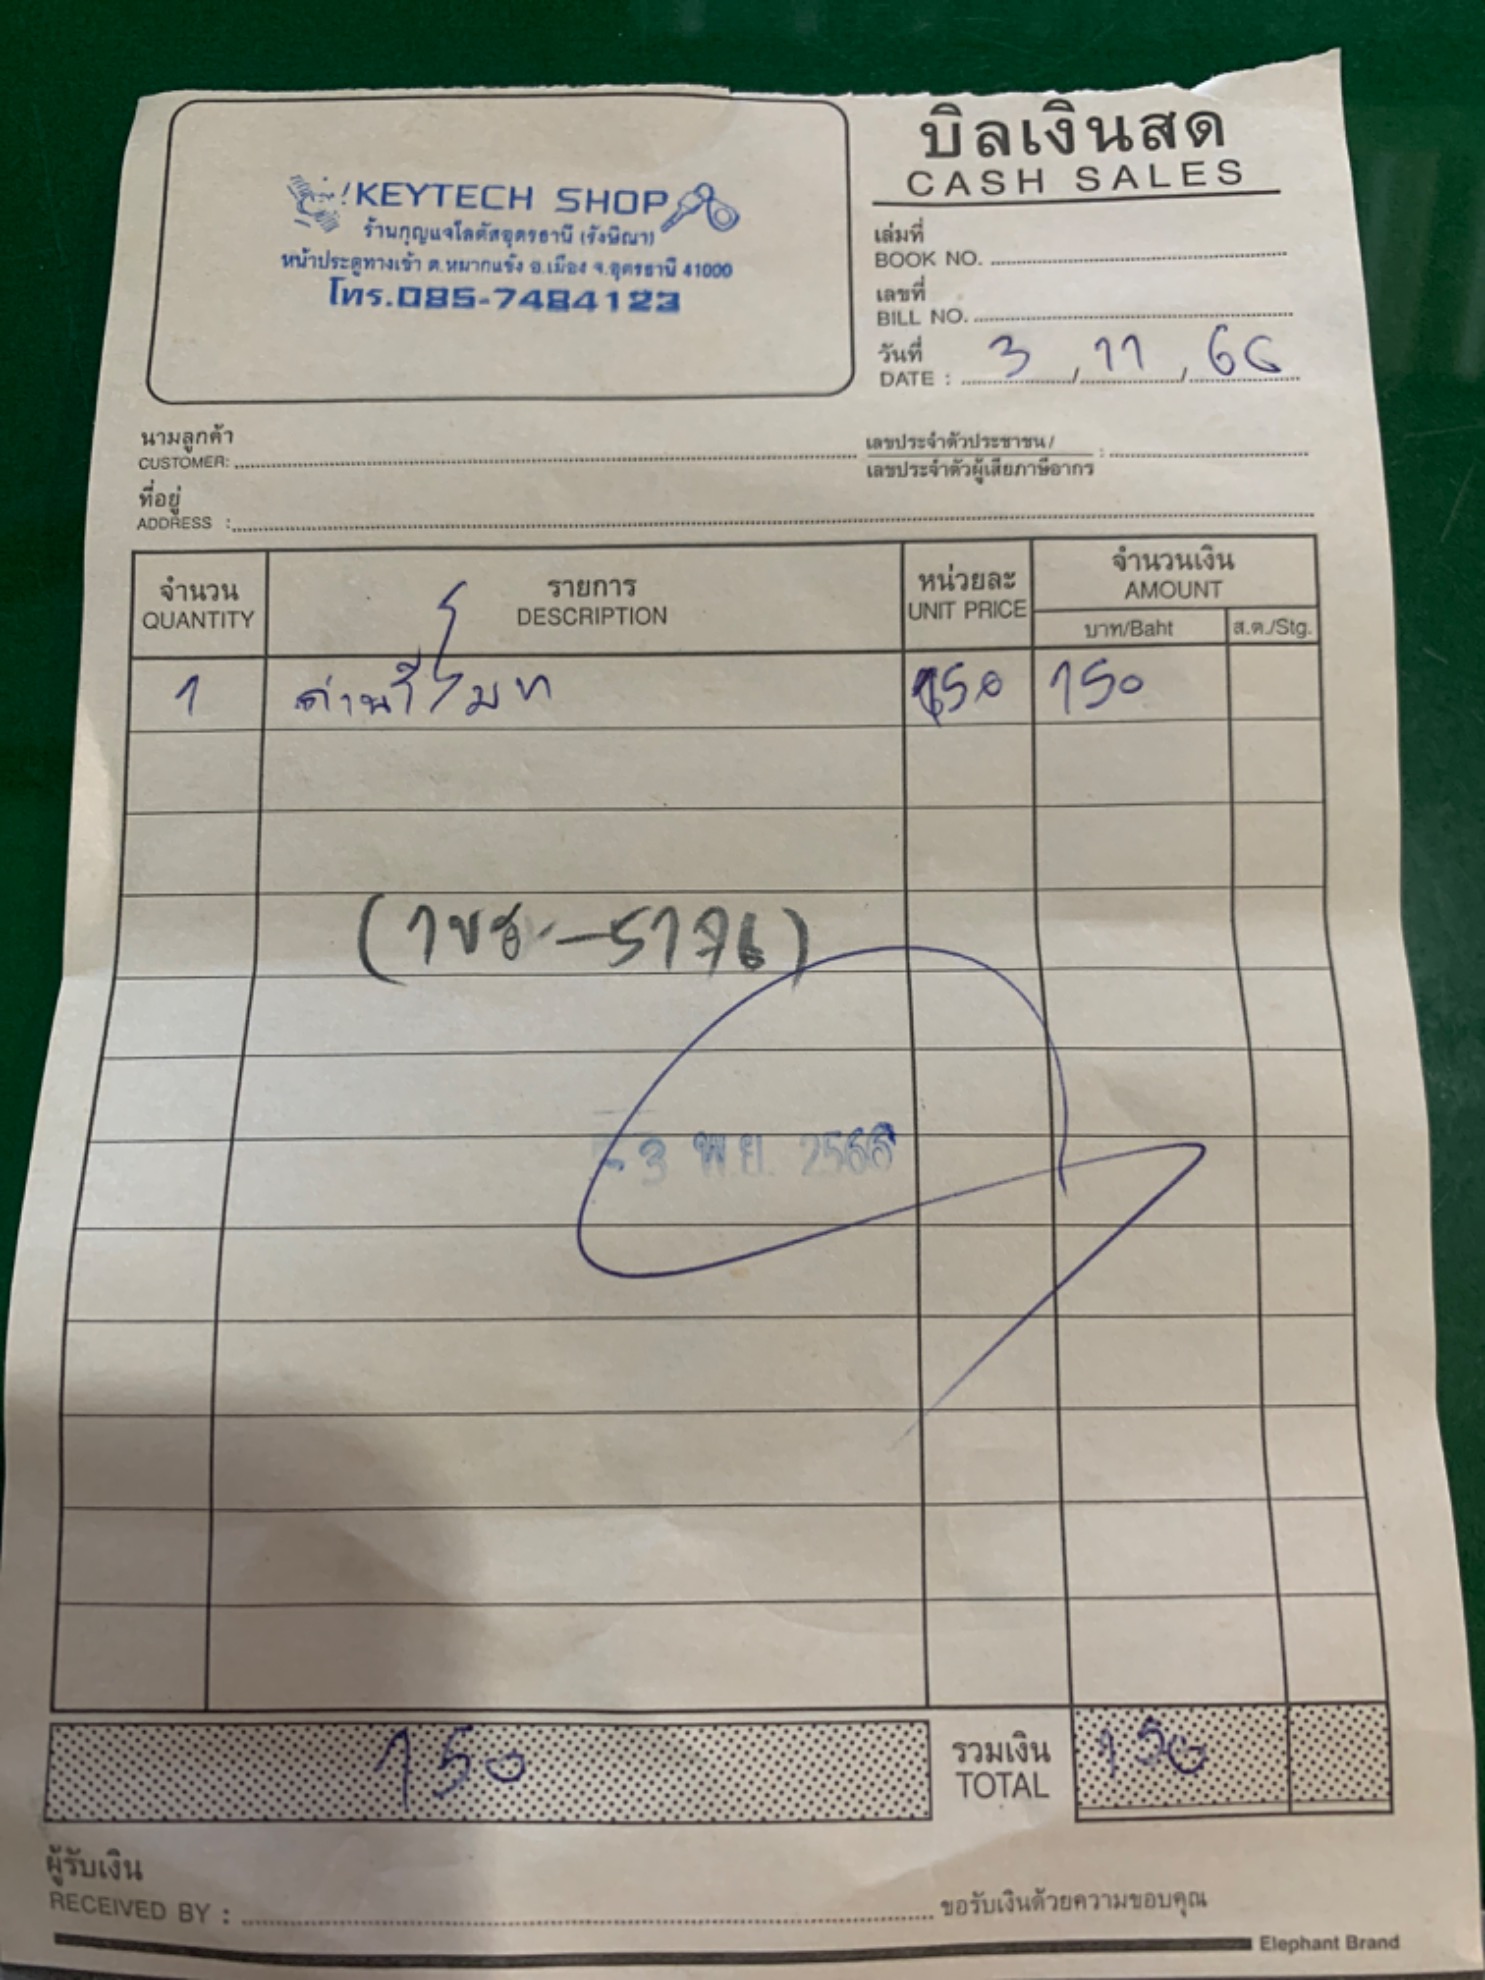 บิลเงินสด
CASH SALES
KEYTECH SHOP
ร้านกุญแจโลตัสอุดรธานี (รังษิณา)
หน้าประตูทางเข้า ต.หมากแข้ง อ.เมือง จ.อุดรธานี 41000
โทร.085-7484123
เล่มที่
BOOK NO.
เลขที่
BILL NO.
วันที่
DATE : 3 / 11 / 66
นามลูกค้า
CUSTOMER:
เลขประจำตัวประชาชน/
เลขประจำตัวผู้เสียภาษีอากร :
ที่อยู่
ADDRESS :
จำนวน รายการ หน่วยละ จำนวนเงิน
QUANTITY DESCRIPTION UNIT PRICE AMOUNT
บาท/Baht ส.ต./Stg.
1 ถ่านรีโมท 150 150
-3 พ.ย. 2566
150 รวมเงิน 150
TOTAL
ผู้รับเงิน
RECEIVED BY : ขอรับเงินด้วยความขอบคุณ
Elephant Brand